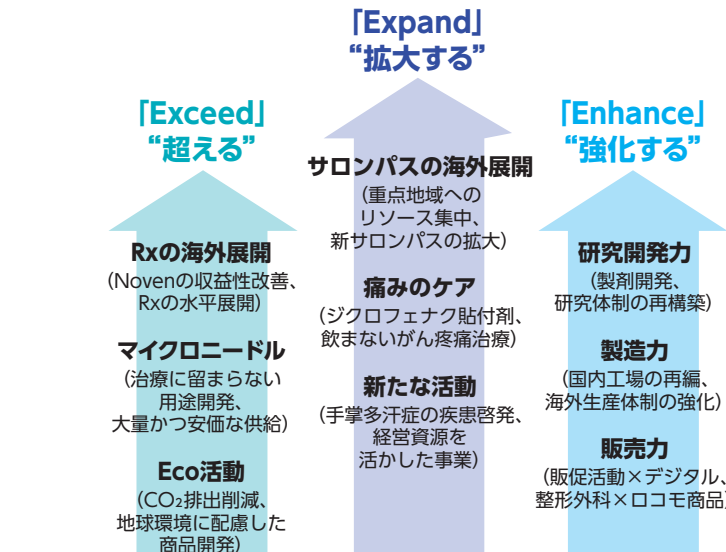 「Exceed」
“超える”
Rxの海外展開
（Novenの収益性改善、
Rxの水平展開）
マイクロニードル
（治療に留まらない
用途開発、
大量かつ安価な供給）
Eco活動
（CO₂排出削減、
地球環境に配慮した
商品開発）
「Expand」
“拡大する”
サロンパスの海外展開
（重点地域への
リソース集中、
新サロンパスの拡大）
痛みのケア
（ジクロフェナク貼付剤、
飲まないがん疼痛治療）
新たな活動
（手掌多汗症の疾患啓発、
経営資源を
活かした事業）
「Enhance」
“強化する”
研究開発力
（製剤開発、
研究体制の再構築）
製造力
（国内工場の再編、
海外生産体制の強化）
販売力
（販促活動×デジタル、
整形外科×ロコモ商品）